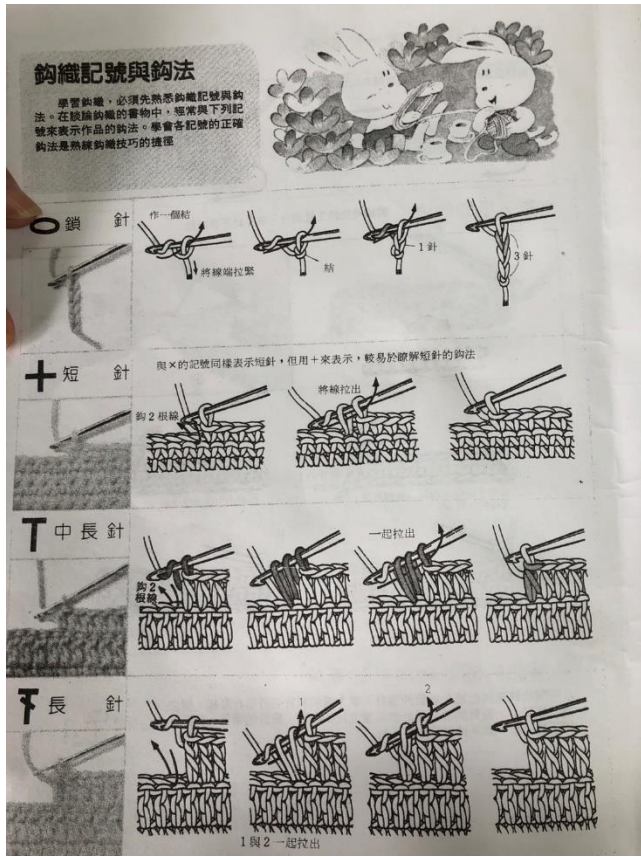 鈎織記號與鈎法
學習鈎織，必須先熟悉鈎織記號與鈎
法。在談論鈎織的書物中，經常與下列記
號來表示作品的鈎法。學會各記號的正確
鈎法是熟練鈎織技巧的捷徑
鎖針
作一個結
將線端拉緊
結
1針
3針
短針
與×的記號同樣表示短針，但用＋來表示，較易於瞭解短針的鈎法
鈎2根線
將線拉出
中長針
鈎2
根線
一起拉出
長針
1
2
1與2一起拉出